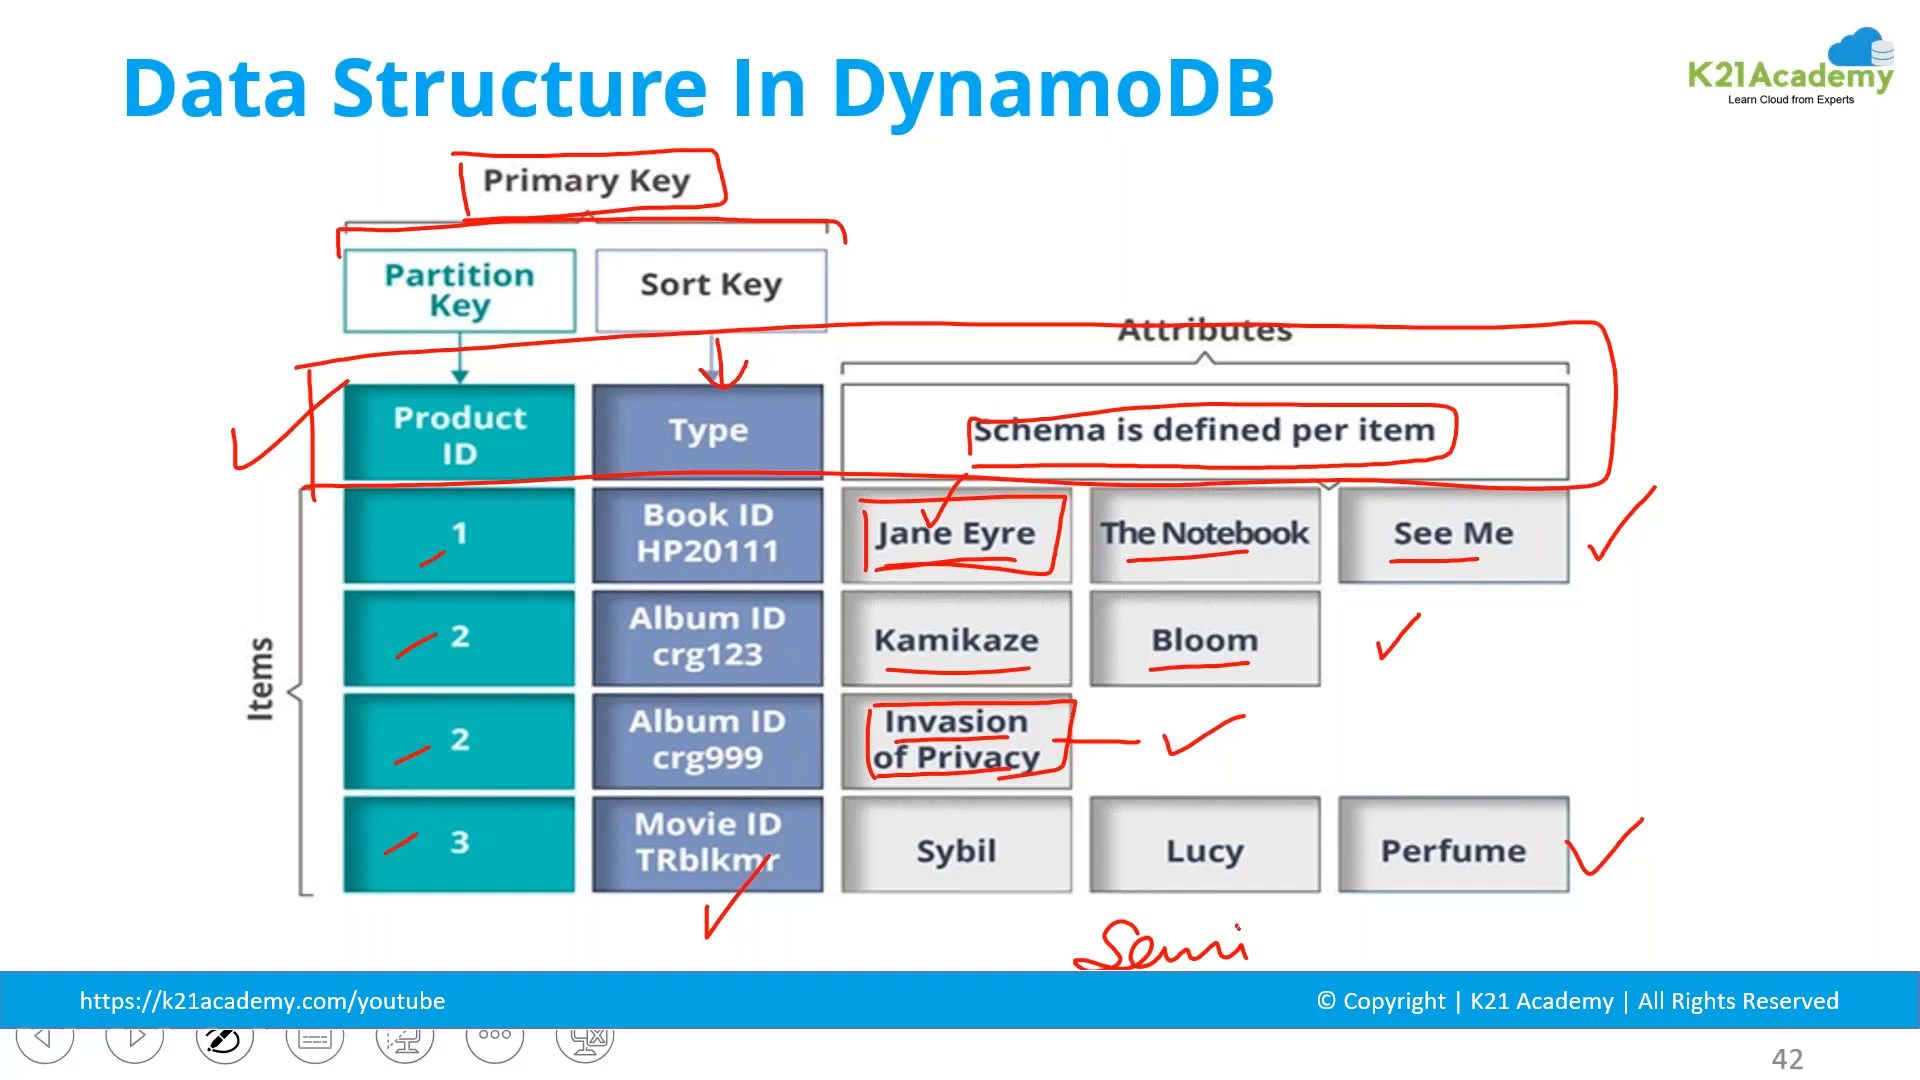 Data Structure In DynamoDB
K21Academy
Learn Cloud from Experts
Primary Key
Partition
Key
Sort Key
Attributes
Product
ID
Type
Schema is defined per item
Items
1
Book ID
HP20111
Jane Eyre
The Notebook
See Me
2
Album ID
crg123
Kamikaze
Bloom
2
Album ID
crg999
Invasion
of Privacy
3
Movie ID
TRblkmr
Sybil
Lucy
Perfume
Semi
https://k21academy.com/youtube
© Copyright | K21 Academy | All Rights Reserved
42